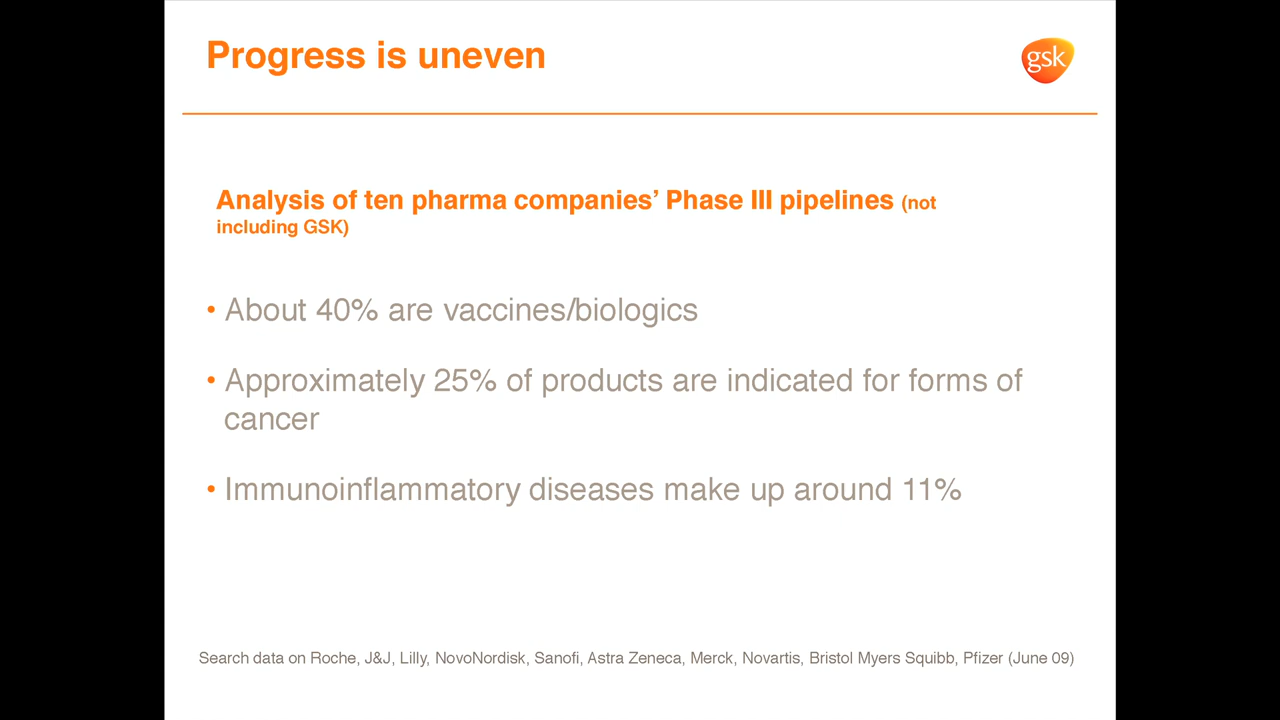 Progress is uneven
gsk
Analysis of ten pharma companies’ Phase III pipelines (not
including GSK)
• About 40% are vaccines/biologics
• Approximately 25% of products are indicated for forms of
cancer
• Immunoinflammatory diseases make up around 11%
Search data on Roche, J&J, Lilly, NovoNordisk, Sanofi, Astra Zeneca, Merck, Novartis, Bristol Myers Squibb, Pfizer (June 09)